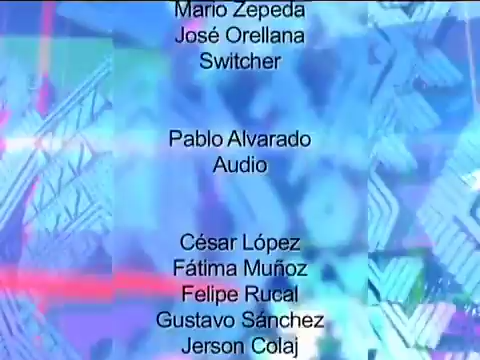 Mario Zepeda
José Orellana
Switcher
Pablo Alvarado
Audio
César López
Fátima Muñoz
Felipe Rucal
Gustavo Sánchez
Jerson Colaj